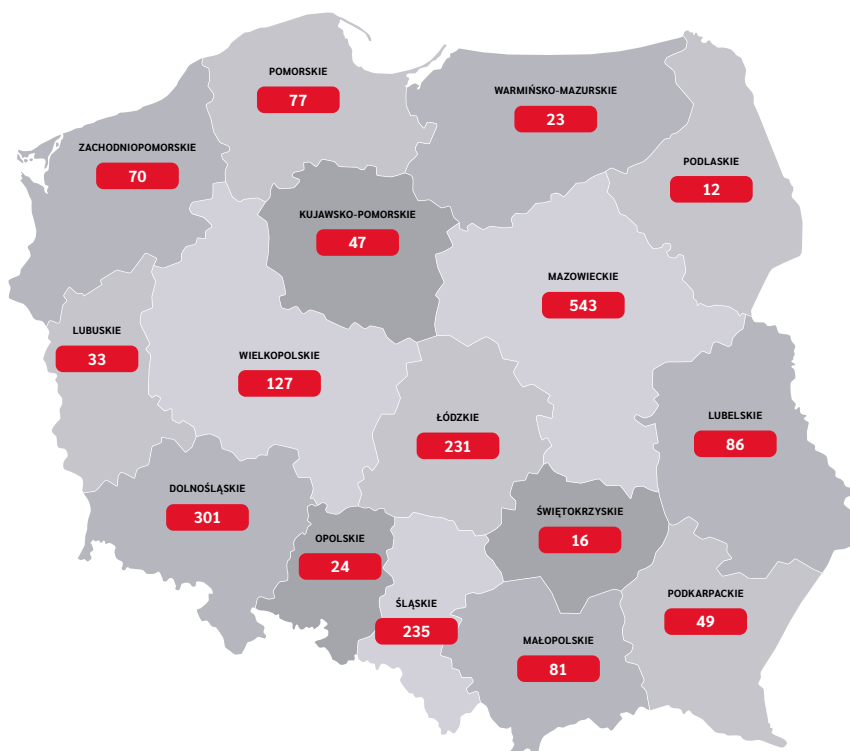 POMORSKIE
77
WARMIŃSKO-MAZURSKIE
23
ZACHODNIOPOMORSKIE
70
PODLASKIE
12
KUJAWSKO-POMORSKIE
47
MAZOWIECKIE
543
LUBUSKIE
33
WIELKOPOLSKIE
127
ŁÓDZKIE
231
LUBELSKIE
86
DOLNOŚLĄSKIE
301
ŚWIĘTOKRZYSKIE
16
OPOLSKIE
24
PODKARPACKIE
49
ŚLĄSKIE
235
MAŁOPOLSKIE
81